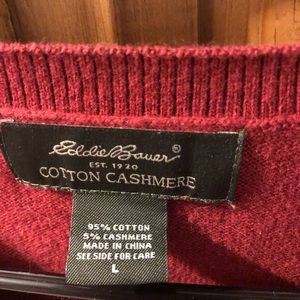 Eddie Bauer®
EST. 1920
COTTON CASHMERE
95% COTTON
5% CASHMERE
MADE IN CHINA
SEE SIDE FOR CARE
L